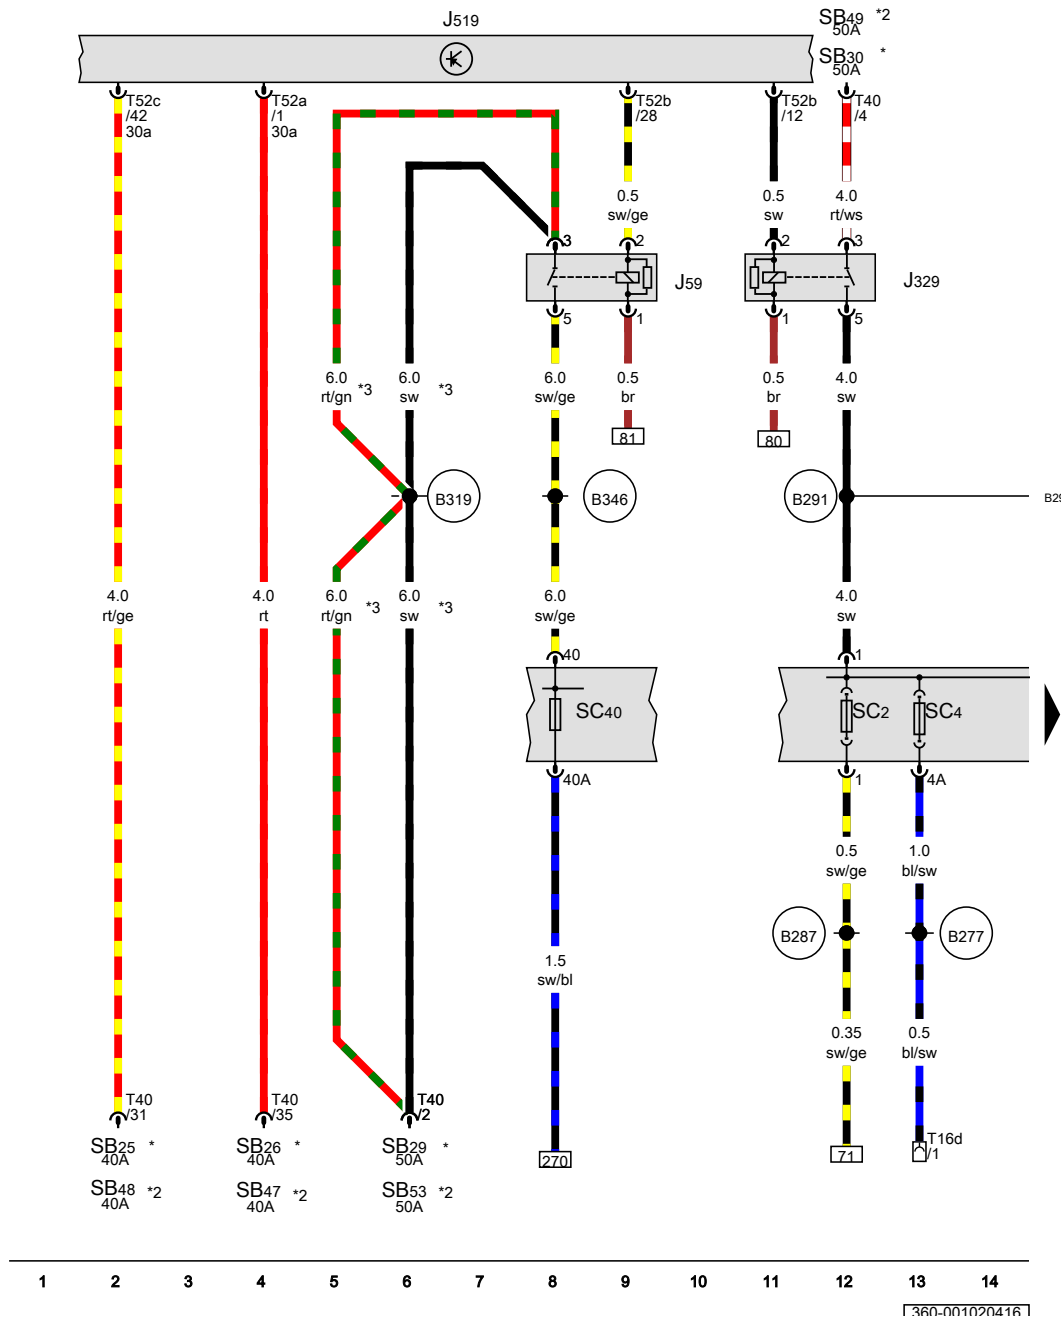 J519
SB49 *2
50A
SB30 *
50A
T52c
/42
30a
T52a
/1
30a
T52b
/28
T52b
/12
T40
/4
0.5
sw/ge
0.5
sw
4.0
rt/ws
3
2
2
3
J59
J329
5
1
1
5
6.0
rt/gn *3
6.0
sw *3
6.0
sw/ge
0.5
br
0.5
br
4.0
sw
81
80
B319
B346
B291
4.0
rt/ge
4.0
rt
6.0
rt/gn *3
6.0
sw *3
6.0
sw/ge
4.0
sw
40
1
SC40
SC2
SC4
40A
1
4A
0.5
sw/ge
1.0
bl/sw
B287
B277
1.5
sw/bl
0.35
sw/ge
0.5
bl/sw
T40
/31
T40
/35
T40
/2
T16d
/1
SB25 *
40A
SB26 *
40A
SB29 *
50A
270
71
SB48 *2
40A
SB47 *2
40A
SB53 *2
50A
1 2 3 4 5 6 7 8 9 10 11 12 13 14
360-001020416